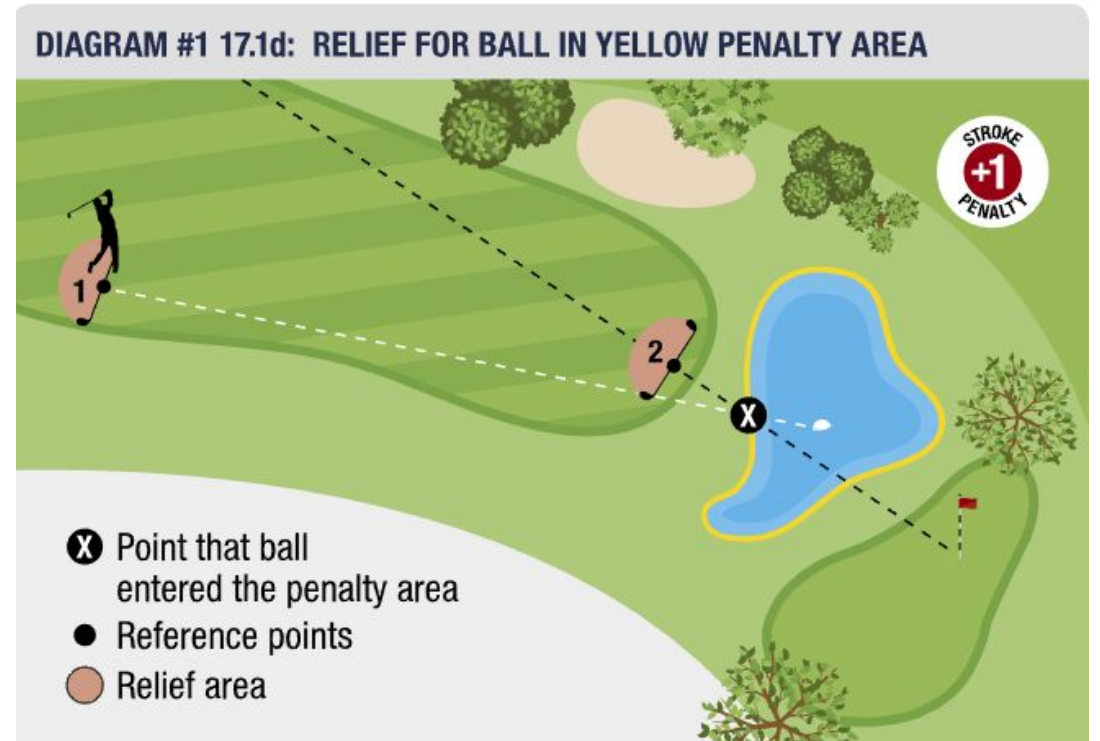 DIAGRAM #1 17.1d: RELIEF FOR BALL IN YELLOW PENALTY AREA
STROKE
+1
PENALTY
1
2
X
X Point that ball
entered the penalty area
Reference points
Relief area